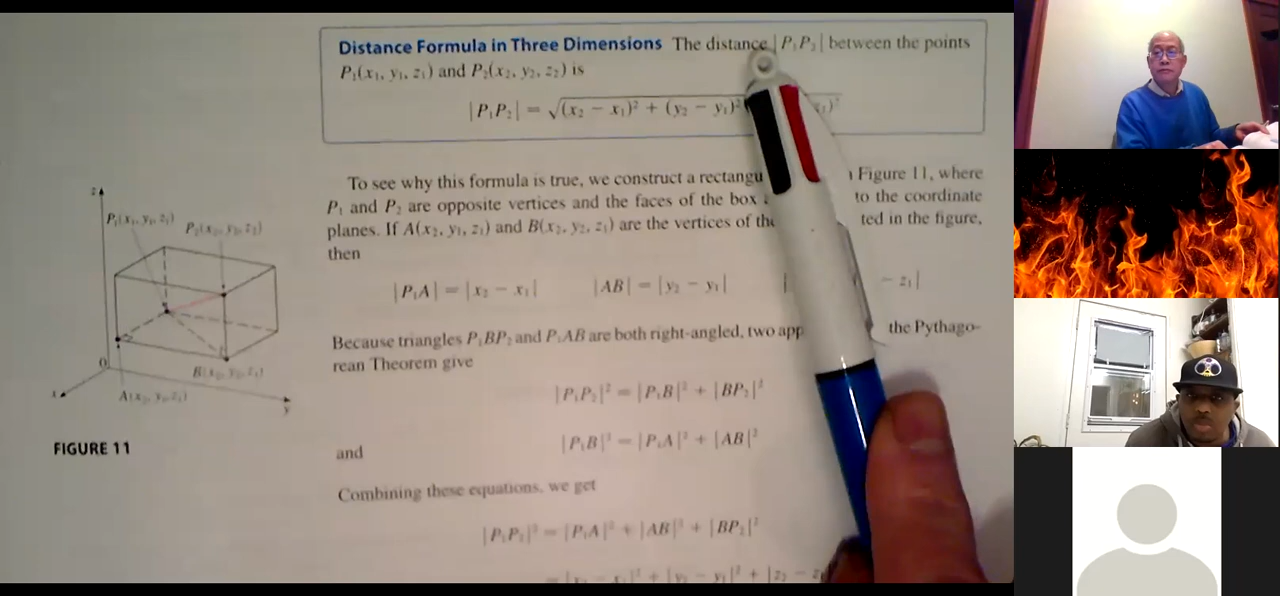 Distance Formula in Three Dimensions The distance |P₁P₂| between the points
P₁(x₁, y₁, z₁) and P₂(x₂, y₂, z₂) is
|P₁P₂| = √(x₂ − x₁)² + (y₂ − y₁)²
To see why this formula is true, we construct a Figure 11, where
P₁ and P₂ are opposite vertices and the faces of the box to the coordinate
planes. If A(x₂, y₁, z₁) and B(x₂, y₂, z₁) are the vertices of in the figure,
then
|P₁A| = |x₂ − x₁| |AB| = |y₂ − y₁| | − z₁|
Because triangles P₁BP₂ and P₁AB are both right-angled, two the Pythago-
rean Theorem give
|P₁P₂|² = |P₁B|² + |BP₂|²
and
|P₁B|² = |P₁A|² + |AB|²
Combining these equations, we get
|P₁P₂|² = |P₁A|² + |AB|² + |BP₂|²
= |x₂ − x₁|² + |y₂ − y₁|² + |z₂ −
z
P₁(x₁, y₁, z₁)
P₂(x₂, y₂, z₂)
0
x
B(x₂, y₂, z₁)
A(x₂, y₁, z₁)
y
FIGURE 11